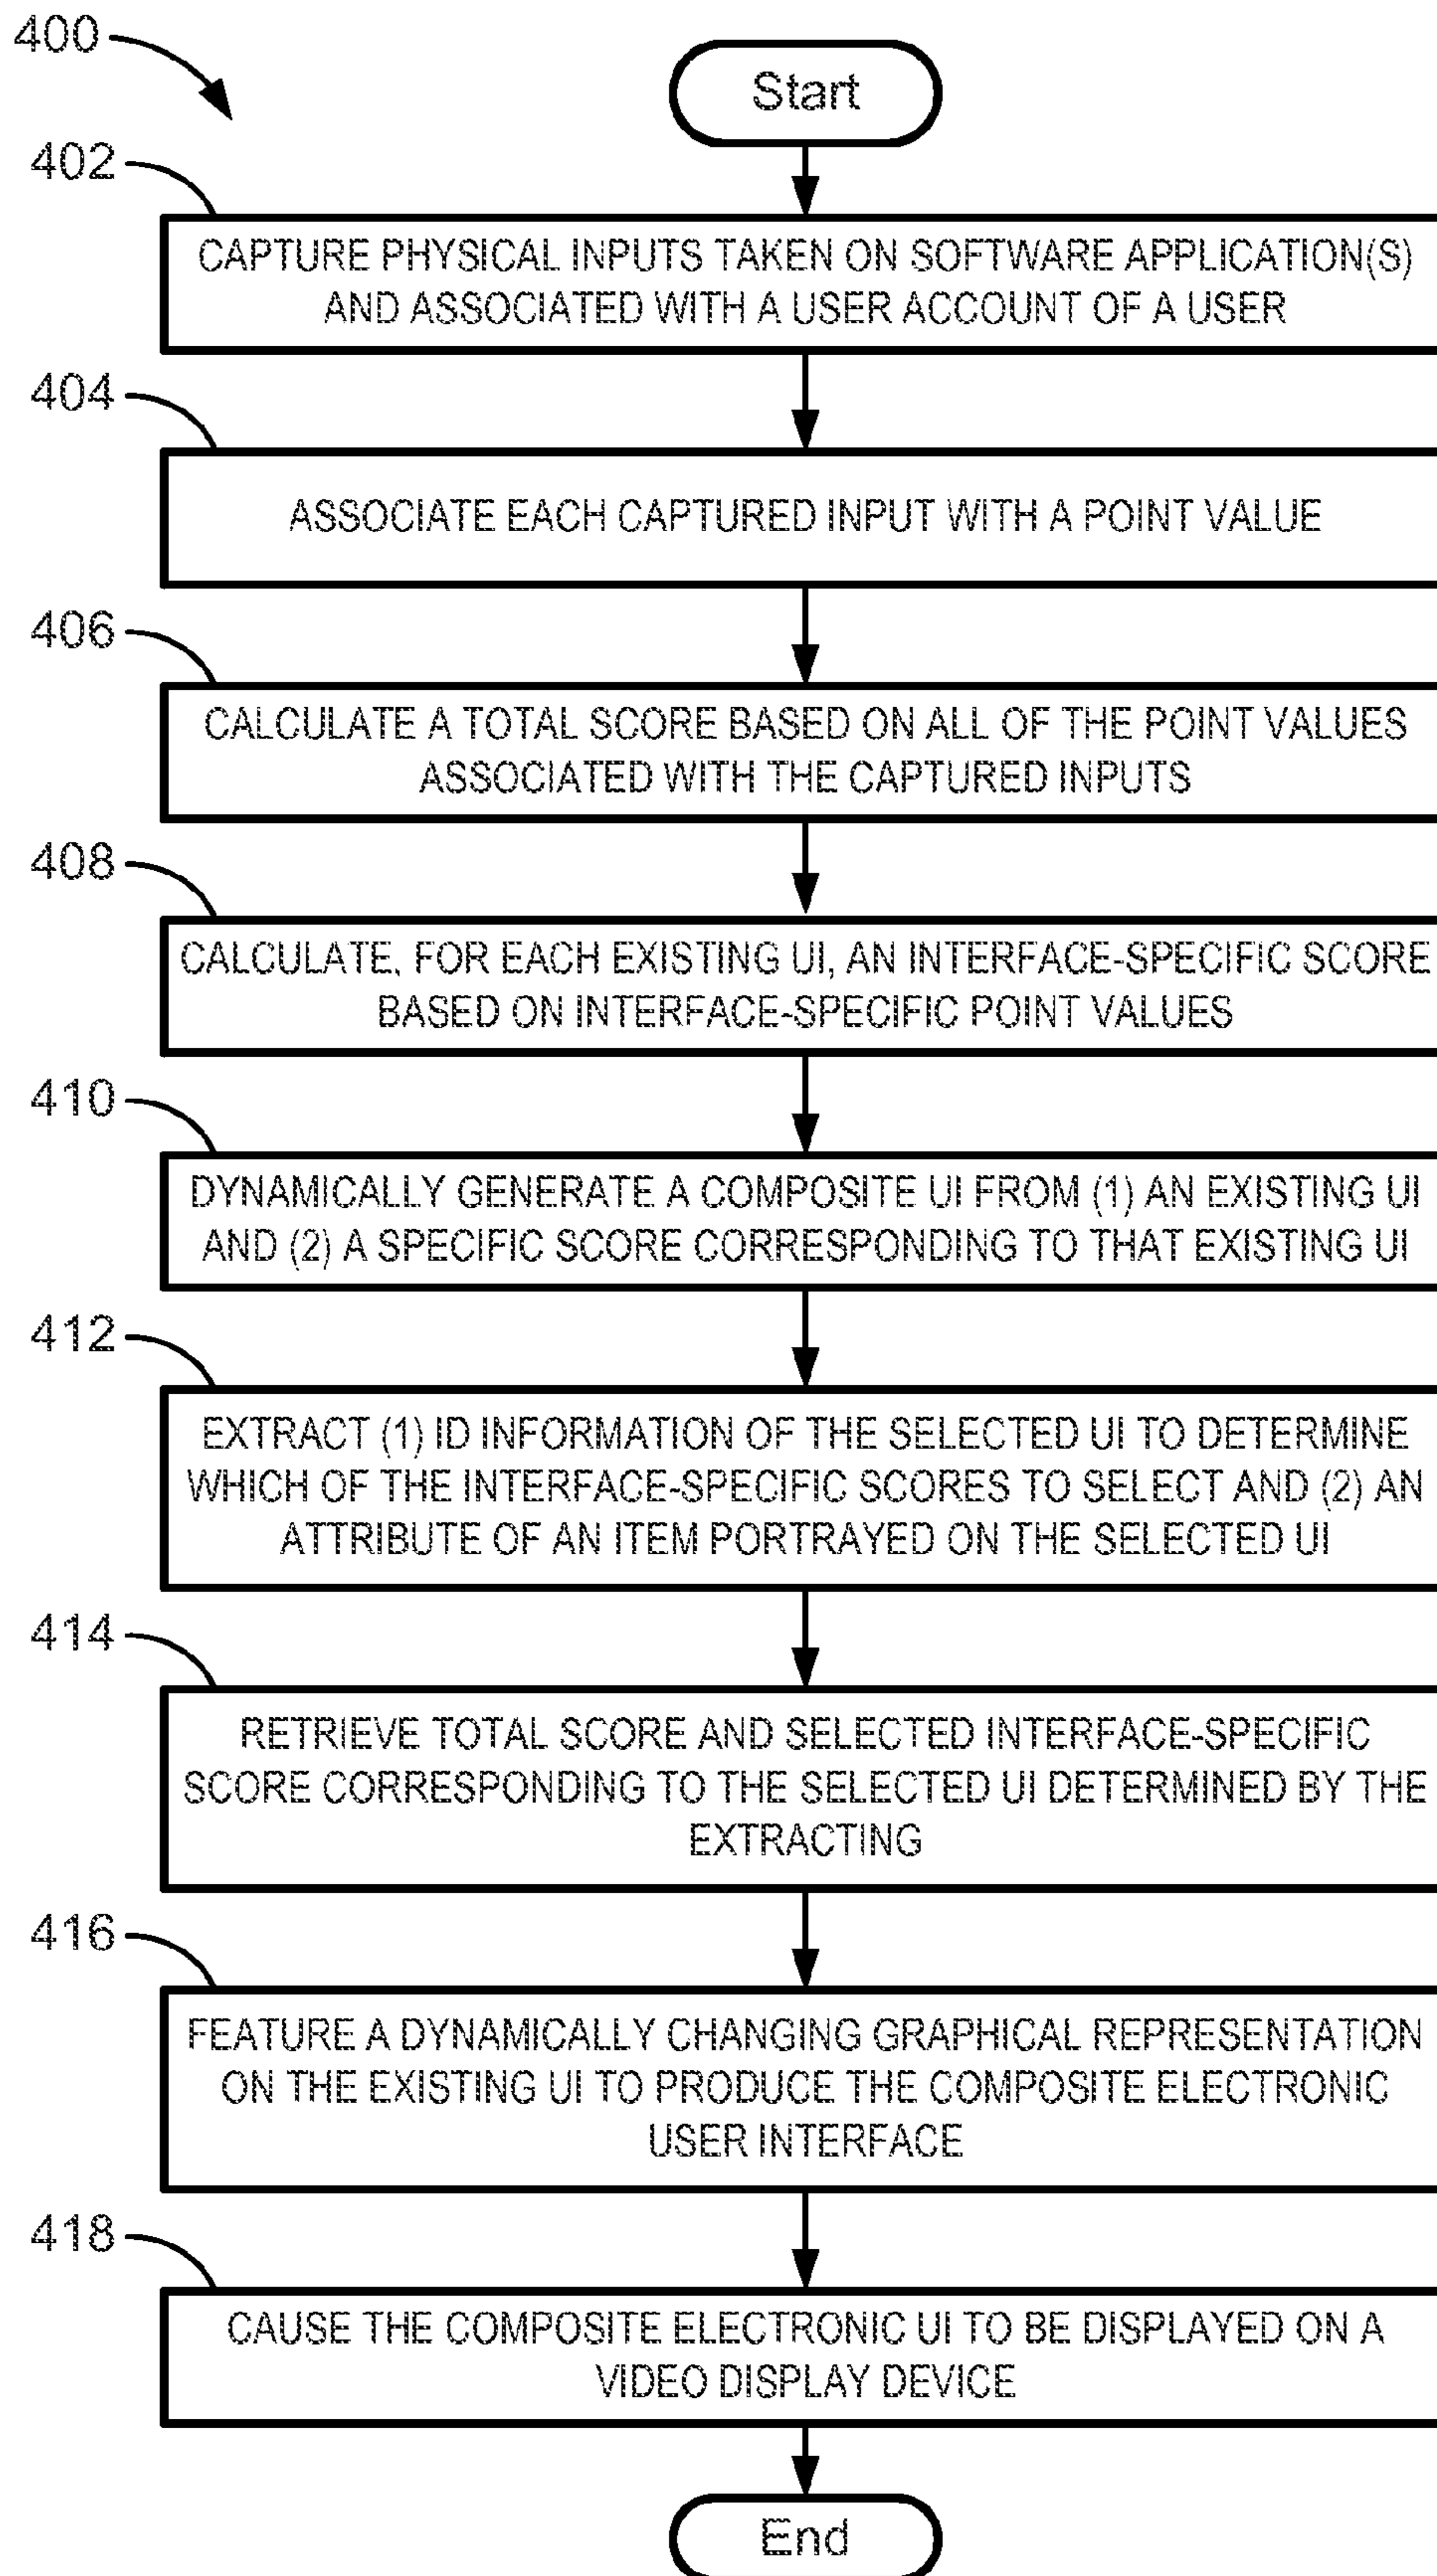 400
Start
402
CAPTURE PHYSICAL INPUTS TAKEN ON SOFTWARE APPLICATION(S)
AND ASSOCIATED WITH A USER ACCOUNT OF A USER
404
ASSOCIATE EACH CAPTURED INPUT WITH A POINT VALUE
406
CALCULATE A TOTAL SCORE BASED ON ALL OF THE POINT VALUES
ASSOCIATED WITH THE CAPTURED INPUTS
408
CALCULATE, FOR EACH EXISTING UI, AN INTERFACE-SPECIFIC SCORE
BASED ON INTERFACE-SPECIFIC POINT VALUES
410
DYNAMICALLY GENERATE A COMPOSITE UI FROM (1) AN EXISTING UI
AND (2) A SPECIFIC SCORE CORRESPONDING TO THAT EXISTING UI
412
EXTRACT (1) ID INFORMATION OF THE SELECTED UI TO DETERMINE
WHICH OF THE INTERFACE-SPECIFIC SCORES TO SELECT AND (2) AN
ATTRIBUTE OF AN ITEM PORTRAYED ON THE SELECTED UI
414
RETRIEVE TOTAL SCORE AND SELECTED INTERFACE-SPECIFIC
SCORE CORRESPONDING TO THE SELECTED UI DETERMINED BY THE
EXTRACTING
416
FEATURE A DYNAMICALLY CHANGING GRAPHICAL REPRESENTATION
ON THE EXISTING UI TO PRODUCE THE COMPOSITE ELECTRONIC
USER INTERFACE
418
CAUSE THE COMPOSITE ELECTRONIC UI TO BE DISPLAYED ON A
VIDEO DISPLAY DEVICE
End